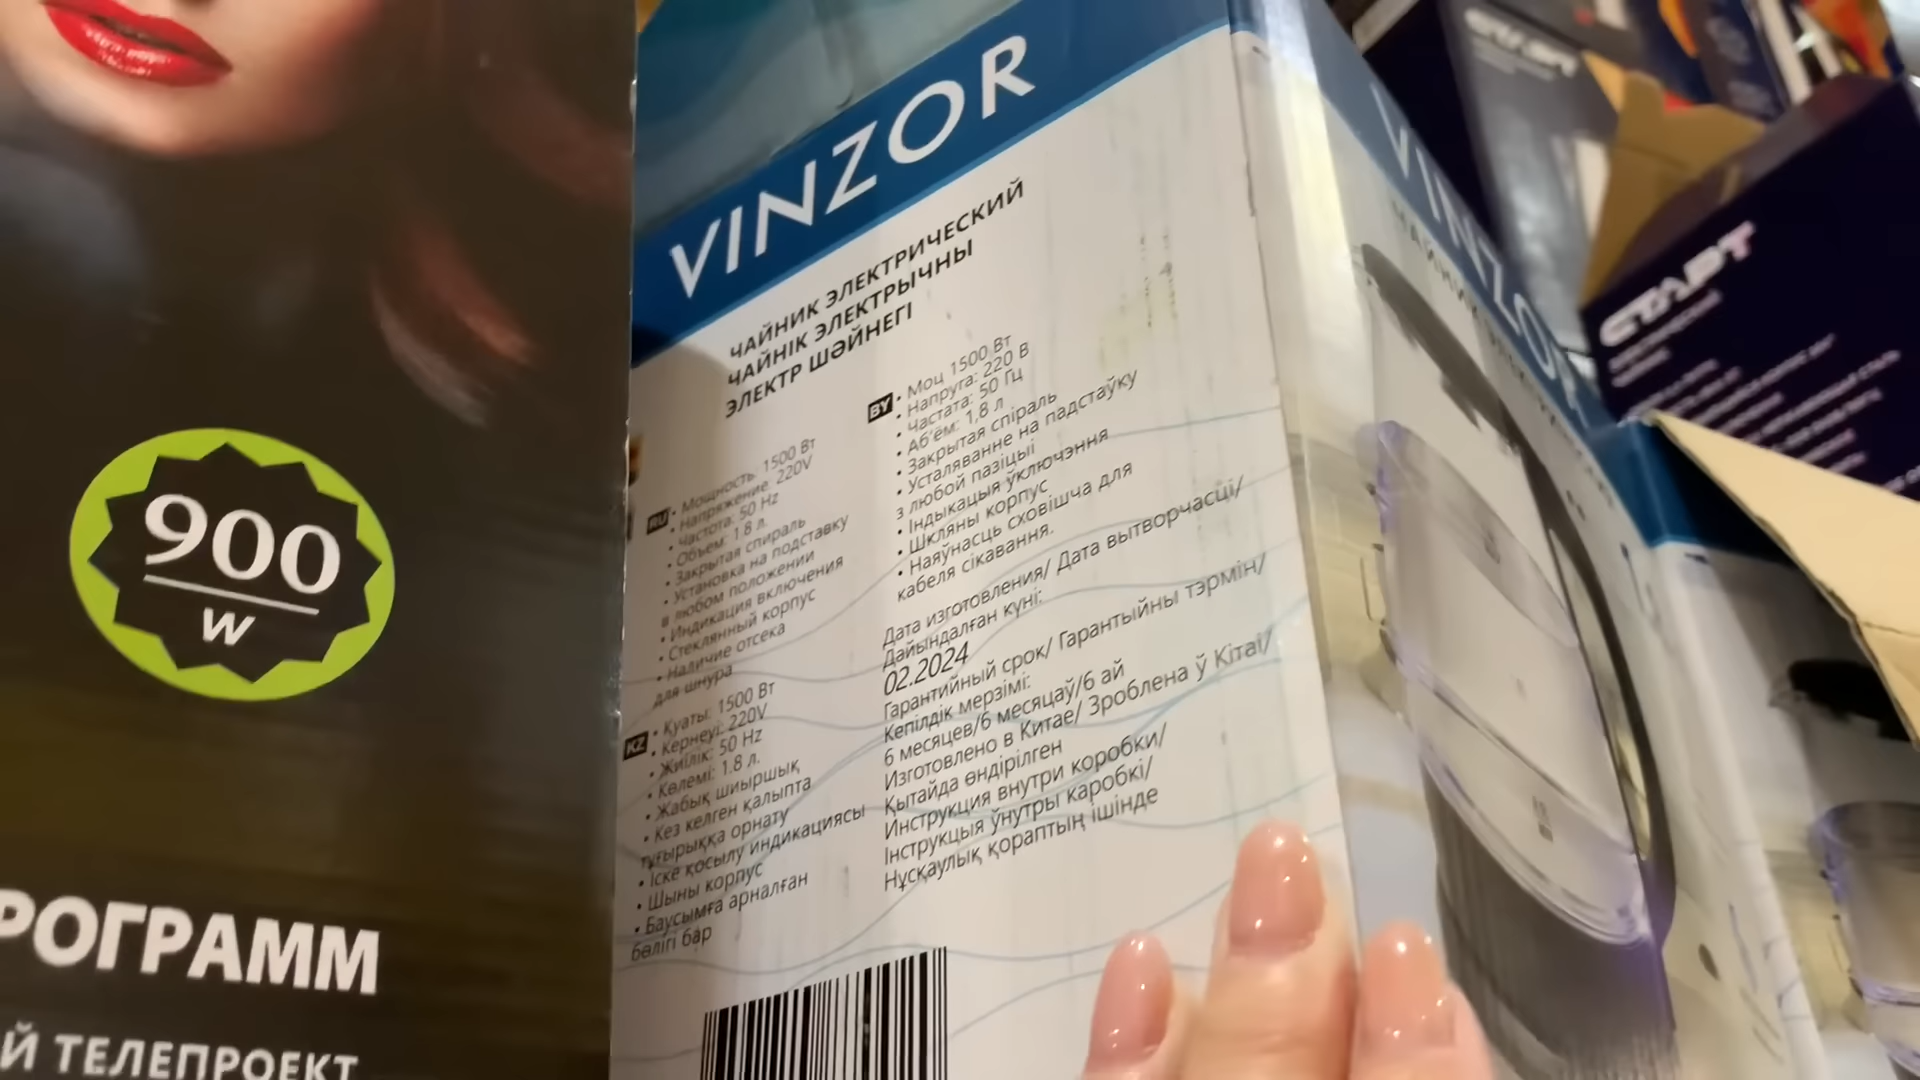 900
W
РОГРАММ
Й ТЕЛЕПРОЕКТ
VINZOR
ЧАЙНИК ЭЛЕКТРИЧЕСКИЙ
ЧАЙНІК ЭЛЕКТРЫЧНЫ
ЭЛЕКТР ШӘЙНЕГІ
RU • Мощность: 1500 Вт
• Напряжение: 220V
• Частота: 50 Hz
• Объем: 1.8 л.
• Закрытая спираль
• Установка на подставку
в любом положении
• Индикация включения
• Стеклянный корпус
• Наличие отсека
для шнура
KZ • Қуаты: 1500 Вт
• Кернеуі: 220V
• Жиілік: 50 Hz
• Көлемі: 1.8 л.
• Жабық шиыршық
• Кез келген қалыпта
тұғырыққа орнату
• Іске қосылу индикациясы
• Шыны корпус
• Баусымға арналған
бөлігі бар
BY • Моц 1500 Вт
• Напруга: 220 В
• Частата: 50 Гц
• Аб'ём: 1,8 л
• Закрытая спіраль
• Усталяванне на падстаўку
з любой пазіцыі
• Індыкацыя ўключэння
• Шкляны корпус
• Наяўнасць сховішча для
кабеля сікавання.
Дата изготовления/ Дата вытворчасці/
Дайындалған күні:
02.2024
Гарантийный срок/ Гарантыйны тэрмін/
Кепілдік мерзімі:
6 месяцев/6 месяцаў/6 ай
Изготовлено в Китае/ Зроблена ў Кітаі/
Қытайда өндірілген
Инструкция внутри коробки/
Інструкцыя ўнутры каробкі/
Нұсқаулық қораптың ішінде
VINZOR
СТАРТ
СТАРТ